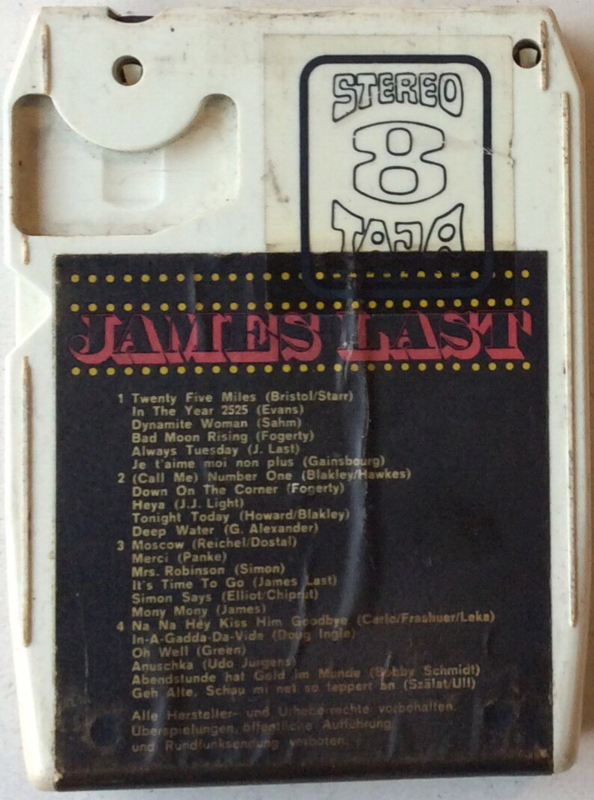 STEREO
8
JAMES LAST
1 Twenty Five Miles (Bristol/Starr)
In The Year 2525 (Evans)
Dynamite Woman (Sahm)
Bad Moon Rising (Fogerty)
Always Tuesday (J. Last)
Je t'aime moi non plus (Gainsbourg)
2 (Call Me) Number One (Blakley/Hawkes)
Down On The Corner (Fogerty)
Heya (J.J. Light)
Tonight Today (Howard/Blakley)
Deep Water (G. Alexander)
3 Moscow (Reichel/Dostal)
Merci (Panke)
Mrs. Robinson (Simon)
It's Time To Go (James Last)
Simon Says (Elliot/Chiprut)
Mony Mony (James)
4 Na Na Hey Kiss Him Goodbye (Carlo/Frashuer/Leka)
In-A-Gadda-Da-Vida (Doug Ingle)
Oh Well (Green)
Anuschka (Udo Jürgens)
Abendstunde hat Gold im Munde (Bobby Schmidt)
Geh Alte, Schau mi net so teppert an
Alle Hersteller- und Urheberrechte vorbehalten.
Überspielungen, öffentliche Aufführung
und Rundfunksendung verboten.